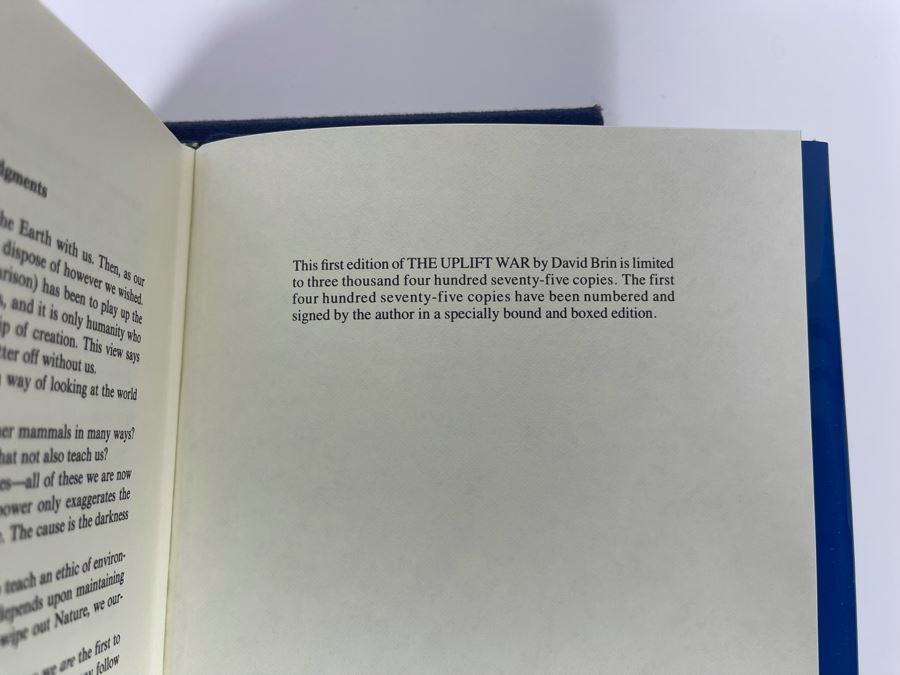 he Earth with us. Then, as our
dispose of however we wished.
has been to play up the
and it is only humanity who
of creation. This view says
off without us.
way of looking at the world
mammals in many ways?
not also teach us?
all of these we are now
only exaggerates the
The cause is the darkness
teach an ethic of environ-
depends upon maintaining
wipe out Nature, we our-
we are the first to
follow
This first edition of THE UPLIFT WAR by David Brin is limited
to three thousand four hundred seventy-five copies. The first
four hundred seventy-five copies have been numbered and
signed by the author in a specially bound and boxed edition.